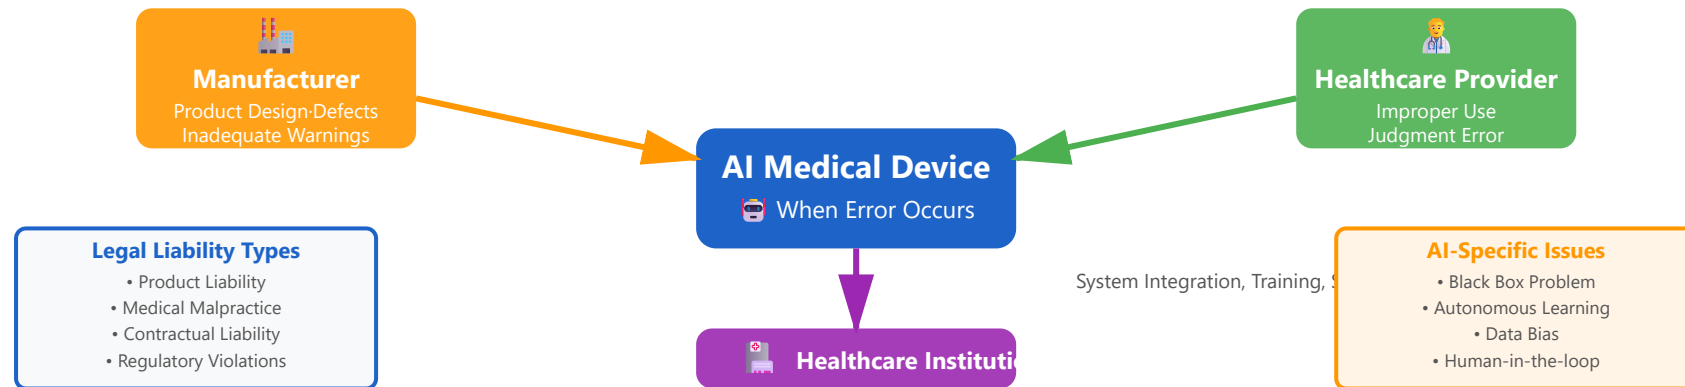 Manufacturer
Product Design·Defects
Inadequate Warnings
Healthcare Provider
Improper Use
Judgment Error
AI Medical Device
When Error Occurs
Legal Liability Types
• Product Liability
• Medical Malpractice
• Contractual Liability
• Regulatory Violations
System Integration, Training,
AI-Specific Issues
• Black Box Problem
• Autonomous Learning
• Data Bias
• Human-in-the-loop
Healthcare